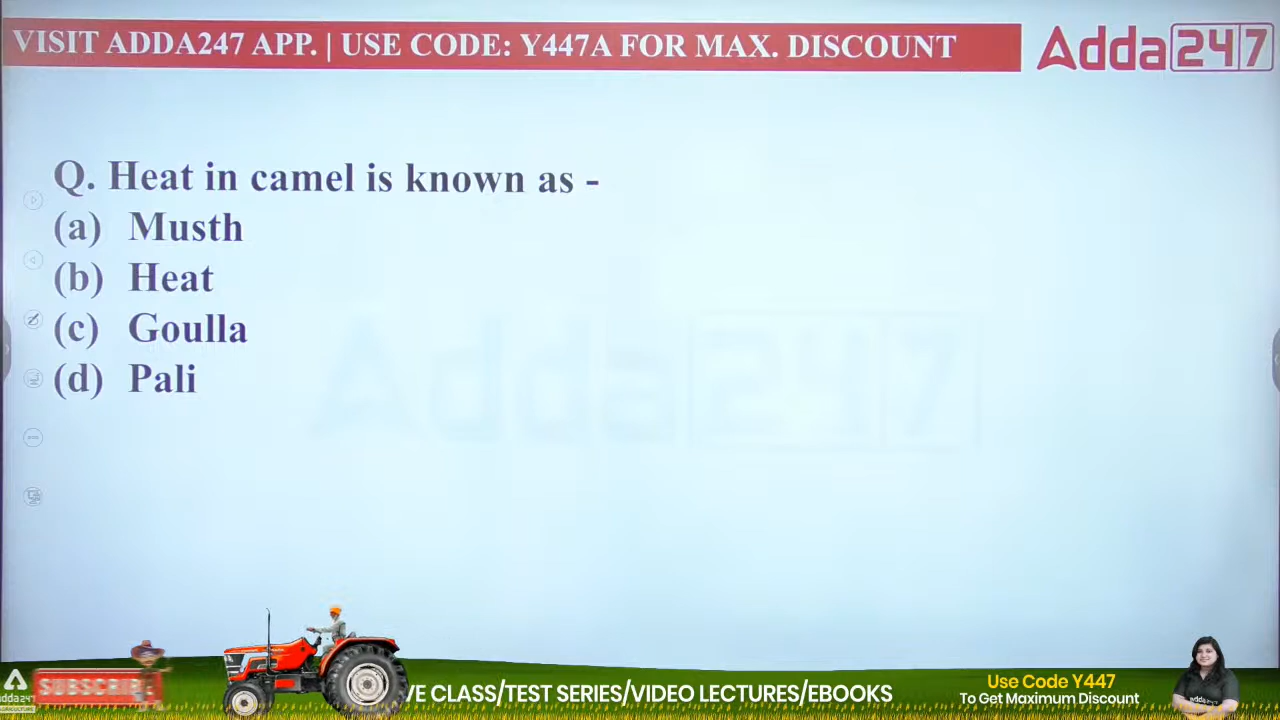 VISIT ADDA247 APP. | USE CODE: Y447A FOR MAX. DISCOUNT
Adda247
Q. Heat in camel is known as -
(a) Musth
(b) Heat
(c) Goulla
(d) Pali
Adda247
SUBSCRIBE
VE CLASS/TEST SERIES/VIDEO LECTURES/EBOOKS
Use Code Y447
To Get Maximum Discount